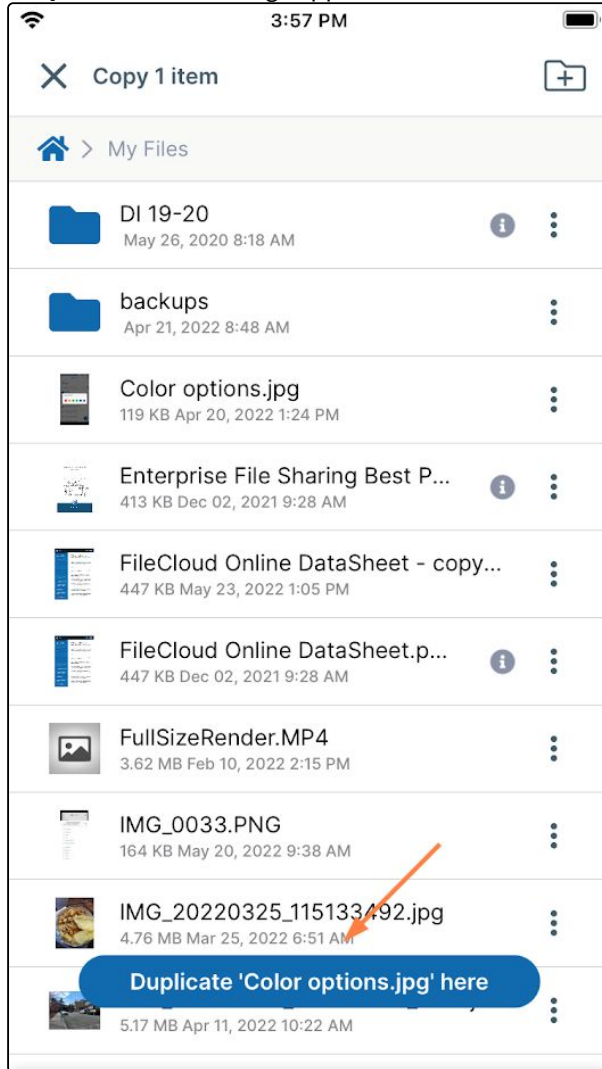 3:57 PM
Copy 1 item
My Files
DI 19-20
May 26, 2020 8:18 AM
backups
Apr 21, 2022 8:48 AM
Color options.jpg
119 KB Apr 20, 2022 1:24 PM
Enterprise File Sharing Best P...
413 KB Dec 02, 2021 9:28 AM
FileCloud Online DataSheet - copy...
447 KB May 23, 2022 1:05 PM
FileCloud Online DataSheet.p...
447 KB Dec 02, 2021 9:28 AM
FullSizeRender.MP4
3.62 MB Feb 10, 2022 2:15 PM
IMG_0033.PNG
164 KB May 20, 2022 9:38 AM
IMG_20220325_115133492.jpg
4.76 MB Mar 25, 2022 6:51 AM
Duplicate 'Color options.jpg' here
5.17 MB Apr 11, 2022 10:22 AM